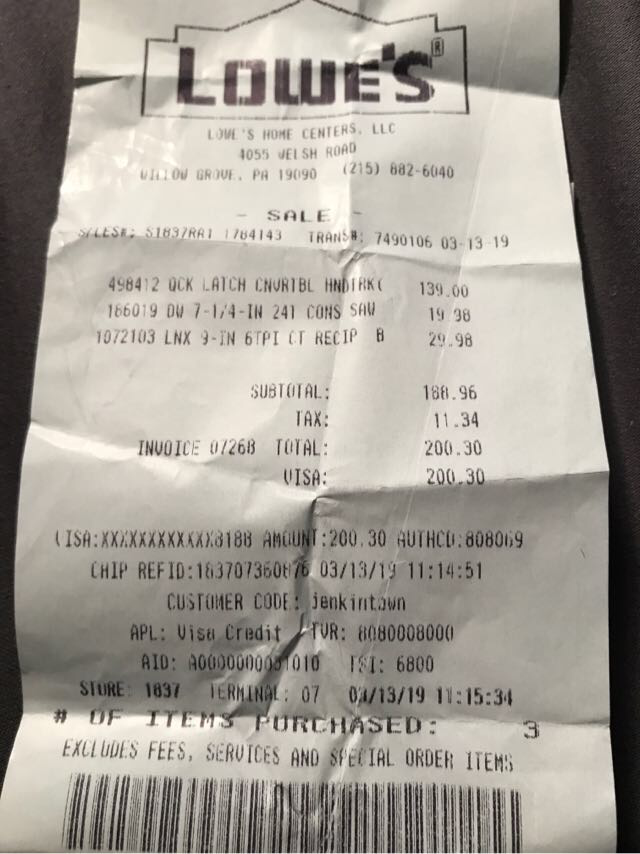 LOWE'S®
LOWE'S HOME CENTERS, LLC
4055 WELSH ROAD
WILLOW GROVE, PA 19090 (215) 882-6040
- SALE -
SALES#: S1837RA1 1784143 TRANS#: 7490106 03-13-19
498412 QCK LATCH CNVRTBL HNDTRK( 139.00
186019 DW 7-1/4-IN 24T CONS SAW 19.98
1072103 LNX 9-IN 6TPI CT RECIP B 29.98
SUBTOTAL: 188.96
TAX: 11.34
INVOICE 07268 TOTAL: 200.30
VISA: 200.30
VISA:XXXXXXXXXXXX8188 AMOUNT:200.30 AUTHCD:808069
CHIP REFID:183707360876 03/13/19 11:14:51
CUSTOMER CODE: jenkintown
APL: Visa Credit TVR: 8080008000
AID: A0000000031010 TSI: 6800
STORE: 1837 TERMINAL: 07 03/13/19 11:15:34
# OF ITEMS PURCHASED: 3
EXCLUDES FEES, SERVICES AND SPECIAL ORDER ITEMS